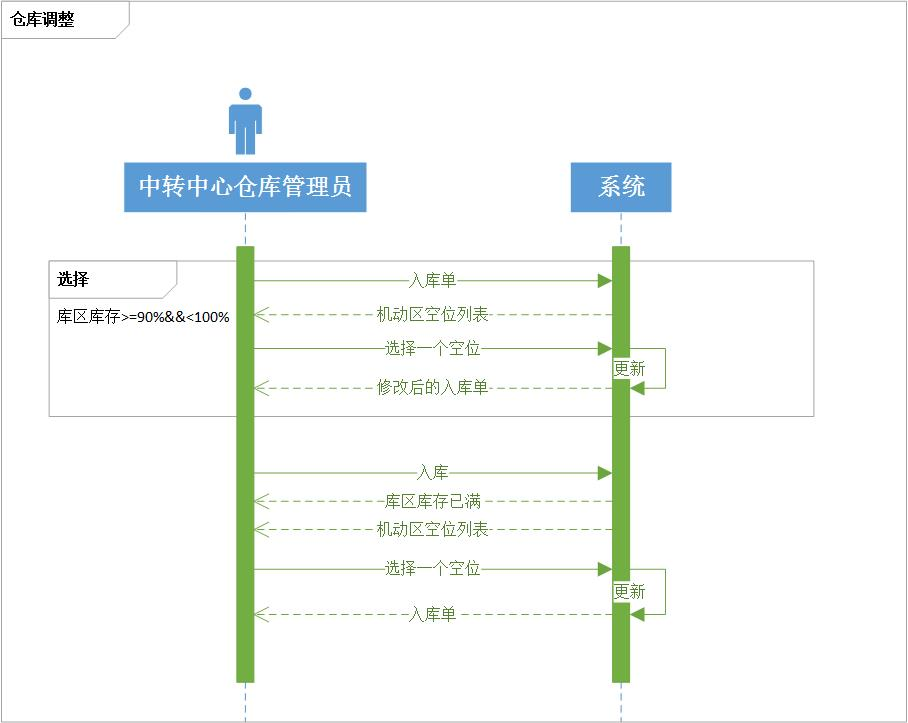 仓库调整
中转中心仓库管理员
系统
选择
库区库存>=90%&&<100%
入库单
机动区空位列表
选择一个空位
更新
修改后的入库单
入库
库区库存已满
机动区空位列表
选择一个空位
更新
入库单